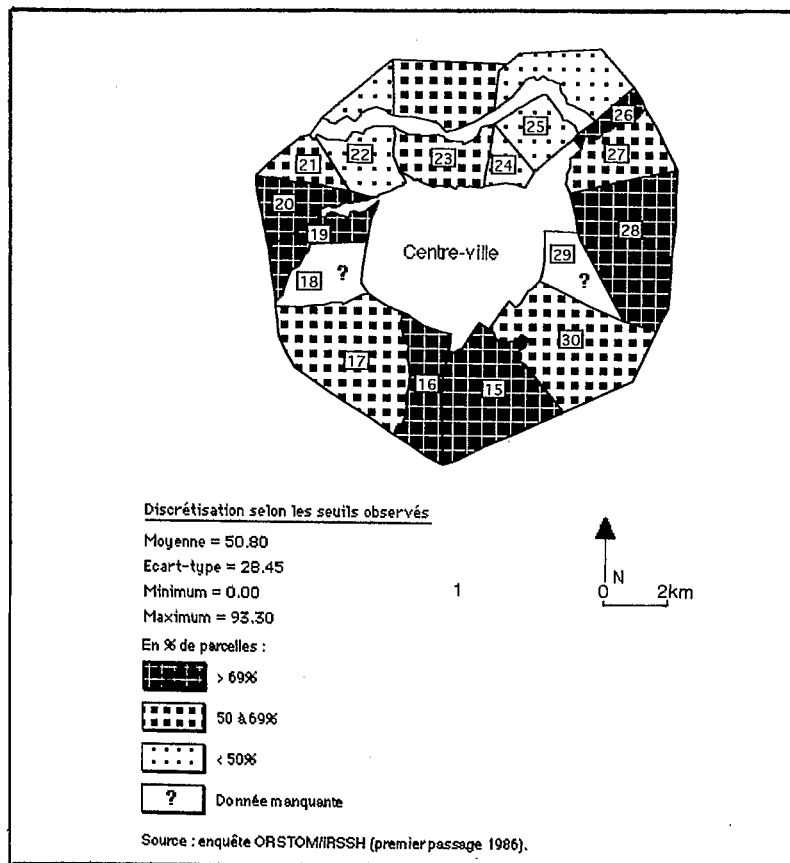 26
25
27
22
23
24
21
20
28
19
Centre-ville
29
18 ?
?
30
17
16
15
Discrétisation selon les seuils observés
Moyenne = 50.80
Ecart-type = 28.45
Minimum = 0.00
1
N
0 2km
Maximum = 93.30
En % de parcelles :
> 69%
50 à 69%
< 50%
? Donnée manquante
Source : enquête ORSTOM/IRSSH (premier passage 1986).